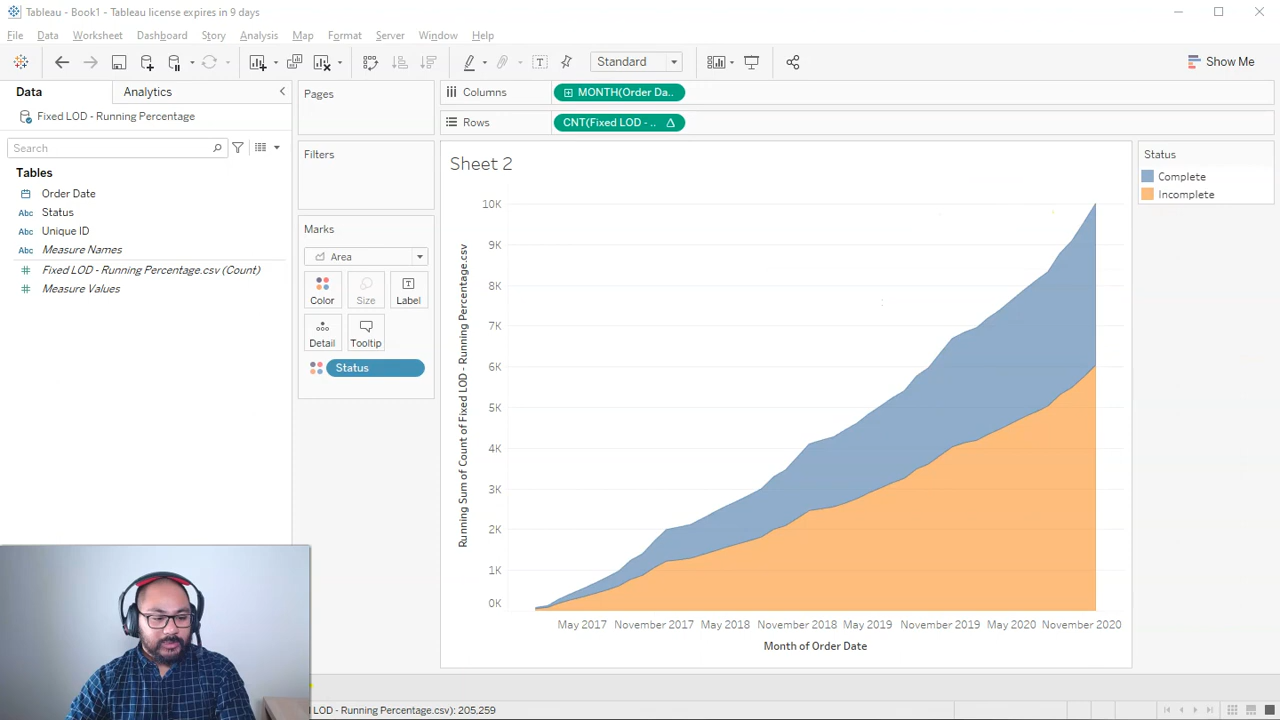 Tableau - Book1 - Tableau license expires in 9 days
File Data Worksheet Dashboard Story Analysis Map Format Server Window Help
Standard
Show Me
Data Analytics
Fixed LOD - Running Percentage
Search
Tables
Order Date
Abc Status
Abc Unique ID
Abc Measure Names
Fixed LOD - Running Percentage.csv (Count)
Measure Values
Pages
Filters
Marks
Area
Color Size Label
Detail Tooltip
Status
Columns MONTH(Order Da..
Rows CNT(Fixed LOD - .. Δ
Sheet 2
Running Sum of Count of Fixed LOD - Running Percentage.csv
10K
9K
8K
7K
6K
5K
4K
3K
2K
1K
0K
May 2017 November 2017 May 2018 November 2018 May 2019 November 2019 May 2020 November 2020
Month of Order Date
Status
Complete
Incomplete
LOD - Running Percentage.csv): 205,259